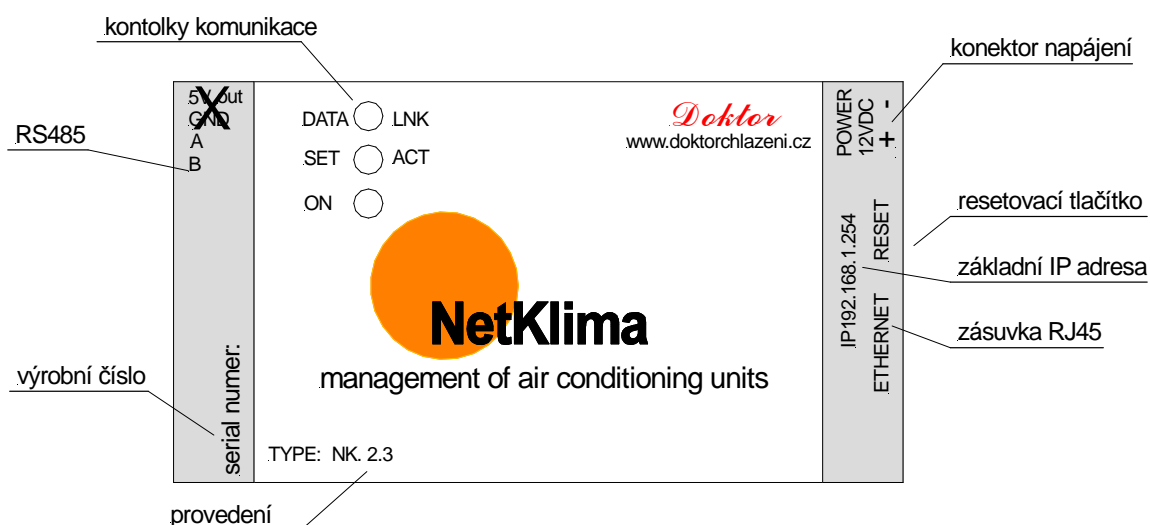 kontolky komunikace
konektor napájení
5V out
GND
A
B
RS485
DATA LNK
SET ACT
ON
Doktor
www.doktorchlazeni.cz
POWER
12VDC
+ -
resetovací tlačítko
RESET
IP192.168.1.254
základní IP adresa
ETHERNET
zásuvka RJ45
NetKlima
management of air conditioning units
výrobní číslo
serial numer:
TYPE: NK. 2.3
provedení